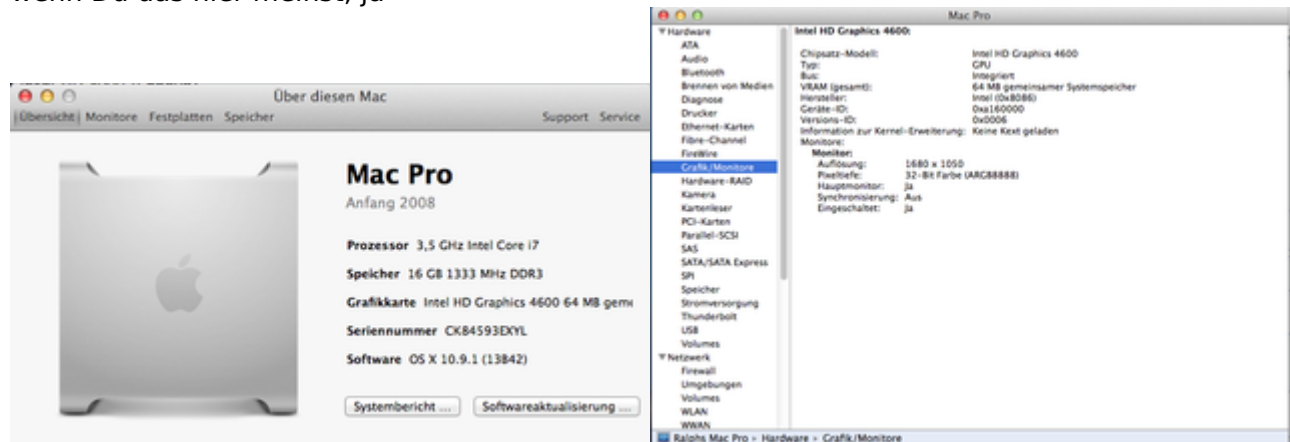 wenn Du das hier meinst, ja
Über diesen Mac
Übersicht Monitore Festplatten Speicher Support Service
Mac Pro
Anfang 2008
Prozessor 3,5 GHz Intel Core i7
Speicher 16 GB 1333 MHz DDR3
Grafikkarte Intel HD Graphics 4600 64 MB geme
Seriennummer CK84593EXYL
Software OS X 10.9.1 (13B42)
Systembericht ... Softwareaktualisierung ...
Mac Pro
Hardware
ATA
Audio
Bluetooth
Brennen von Medien
Diagnose
Drucker
Ethernet-Karten
Fibre-Channel
FireWire
Grafik/Monitore
Hardware-RAID
Kamera
Kartenleser
PCI-Karten
Parallel-SCSI
SAS
SATA/SATA Express
SPI
Speicher
Stromversorgung
Thunderbolt
USB
Volumes
Netzwerk
Firewall
Umgebungen
Volumes
WLAN
WWAN
Intel HD Graphics 4600:
Chipsatz-Modell: Intel HD Graphics 4600
Typ: GPU
Bus: Integriert
VRAM (gesamt): 64 MB gemeinsamer Systemspeicher
Hersteller: Intel (0x8086)
Geräte-ID: 0xa160000
Versions-ID: 0x0006
Information zur Kernel-Erweiterung: Keine Kext geladen
Monitore:
Monitor:
Auflösung: 1680 x 1050
Pixeltiefe: 32-Bit Farbe (ARGB8888)
Hauptmonitor: Ja
Synchronisierung: Aus
Eingeschaltet: Ja
Ralphs Mac Pro › Hardware › Grafik/Monitore